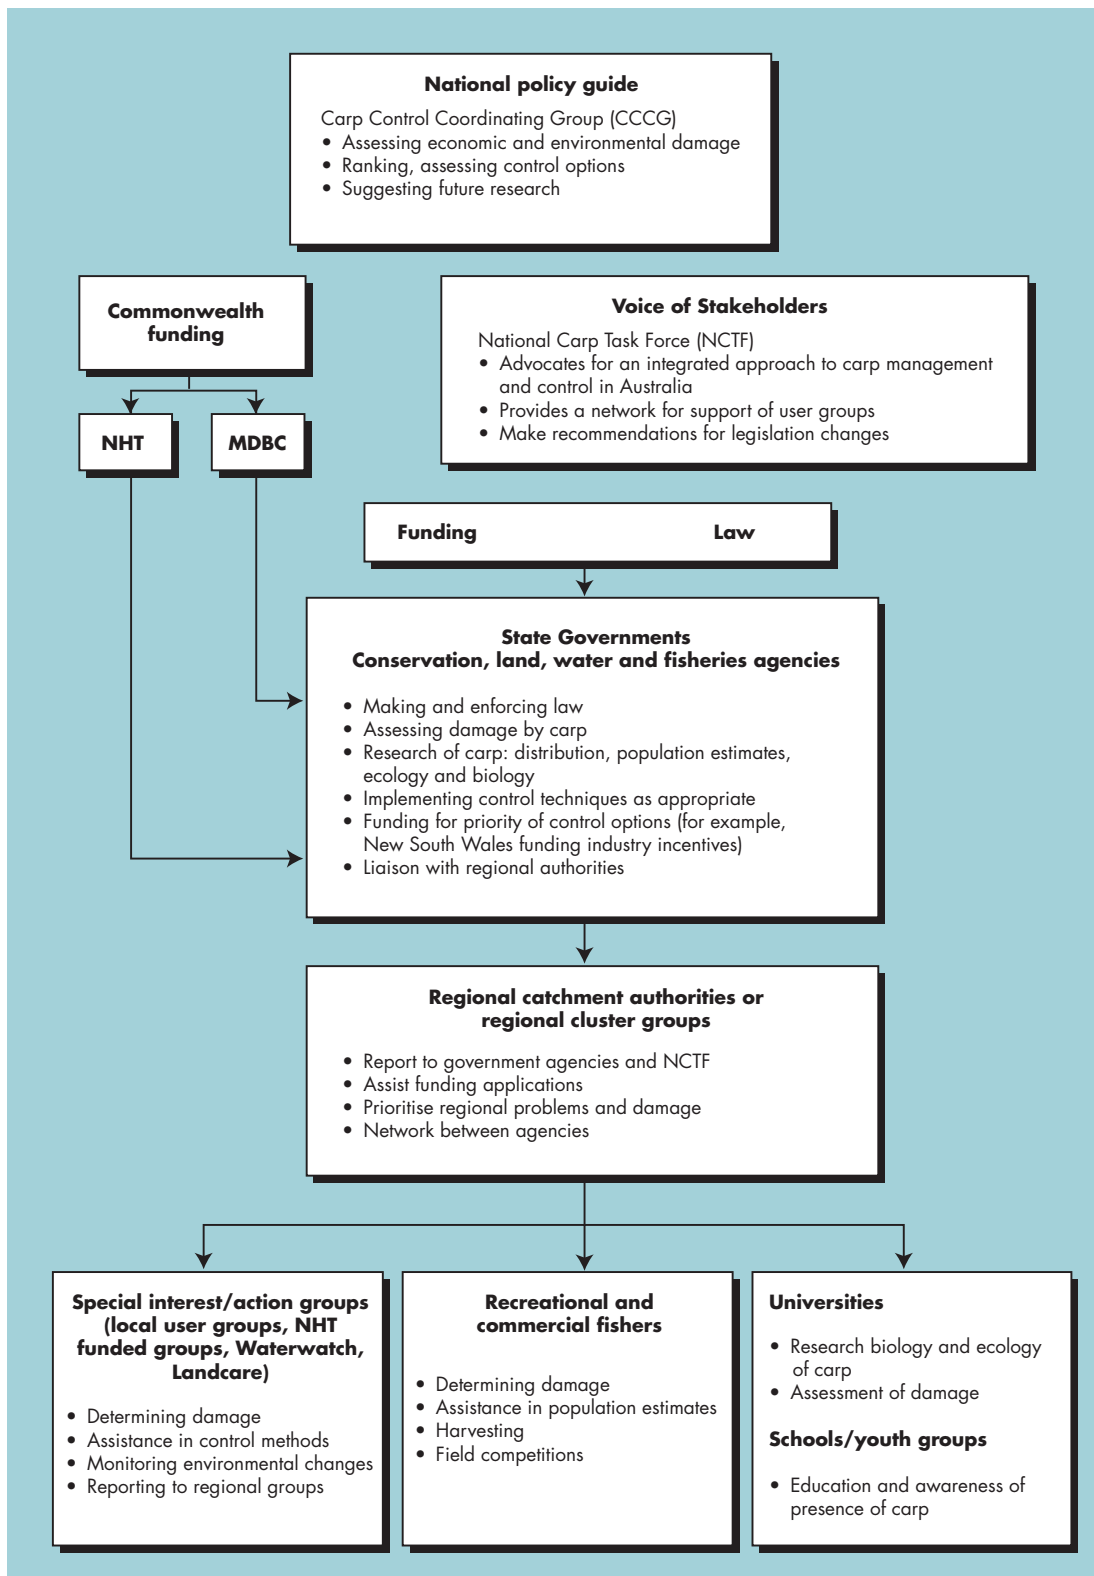 National policy guide
Carp Control Coordinating Group (CCCG)
• Assessing economic and environmental damage
• Ranking, assessing control options
• Suggesting future research
Commonwealth
funding
NHT
MDBC
Voice of Stakeholders
National Carp Task Force (NCTF)
• Advocates for an integrated approach to carp management
and control in Australia
• Provides a network for support of user groups
• Make recommendations for legislation changes
Funding
Law
State Governments
Conservation, land, water and fisheries agencies
• Making and enforcing law
• Assessing damage by carp
• Research of carp: distribution, population estimates,
ecology and biology
• Implementing control techniques as appropriate
• Funding for priority of control options (for example,
New South Wales funding industry incentives)
• Liaison with regional authorities
Regional catchment authorities or
regional cluster groups
• Report to government agencies and NCTF
• Assist funding applications
• Prioritise regional problems and damage
• Network between agencies
Special interest/action groups
(local user groups, NHT
funded groups, Waterwatch,
Landcare)
• Determining damage
• Assistance in control methods
• Monitoring environmental changes
• Reporting to regional groups
Recreational and
commercial fishers
• Determining damage
• Assistance in population estimates
• Harvesting
• Field competitions
Universities
• Research biology and ecology
of carp
• Assessment of damage
Schools/youth groups
• Education and awareness of
presence of carp